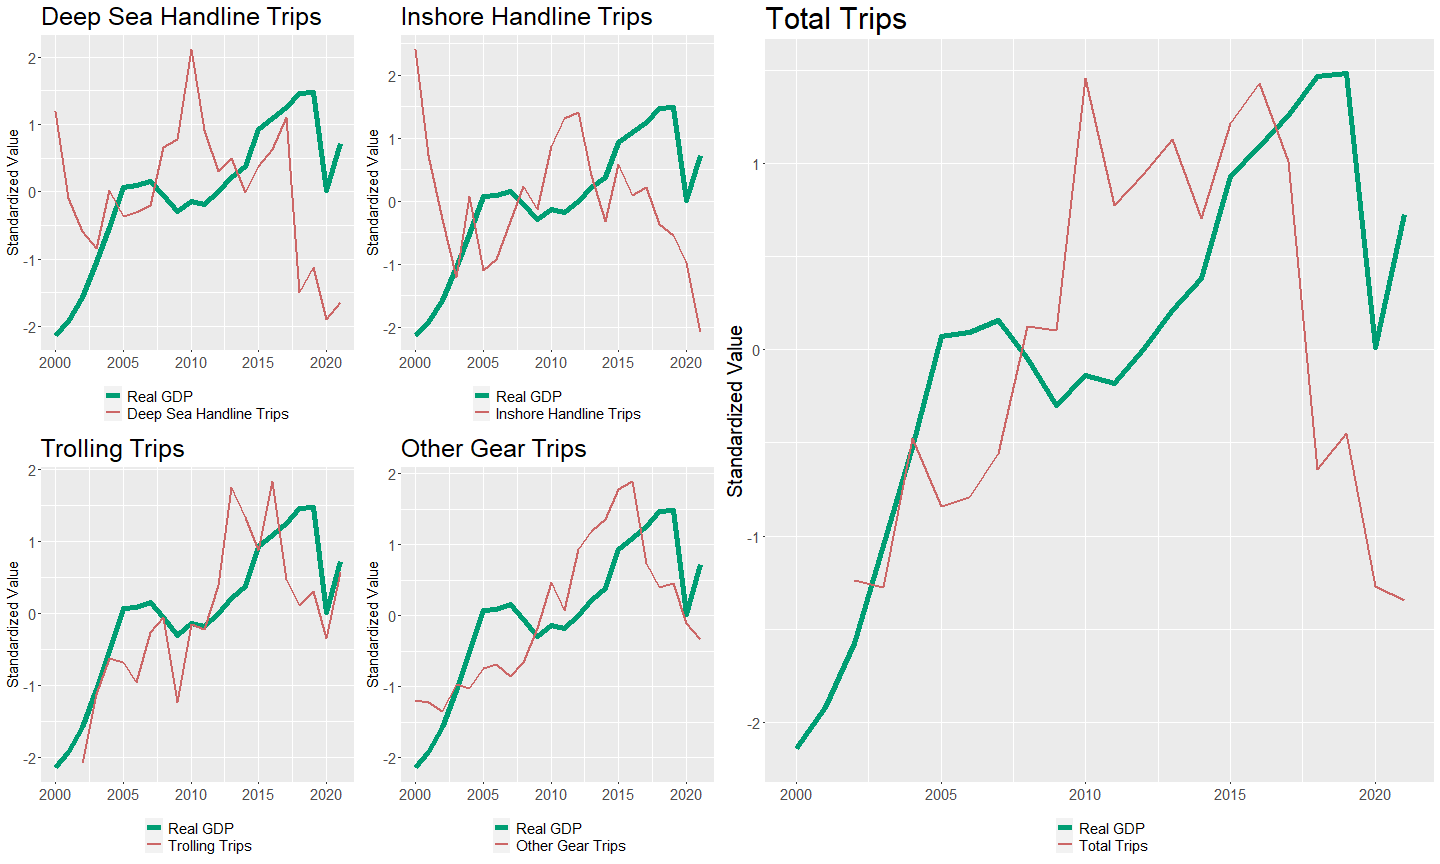 Deep Sea Handline Trips
Standardized Value
2
1
0
-1
-2
2000 2005 2010 2015 2020
Real GDP
Deep Sea Handline Trips
Inshore Handline Trips
Standardized Value
2
1
0
-1
-2
2000 2005 2010 2015 2020
Real GDP
Inshore Handline Trips
Trolling Trips
Standardized Value
2
1
0
-1
-2
2000 2005 2010 2015 2020
Real GDP
Trolling Trips
Other Gear Trips
Standardized Value
2
1
0
-1
-2
2000 2005 2010 2015 2020
Real GDP
Other Gear Trips
Total Trips
Standardized Value
1
0
-1
-2
2000 2005 2010 2015 2020
Real GDP
Total Trips